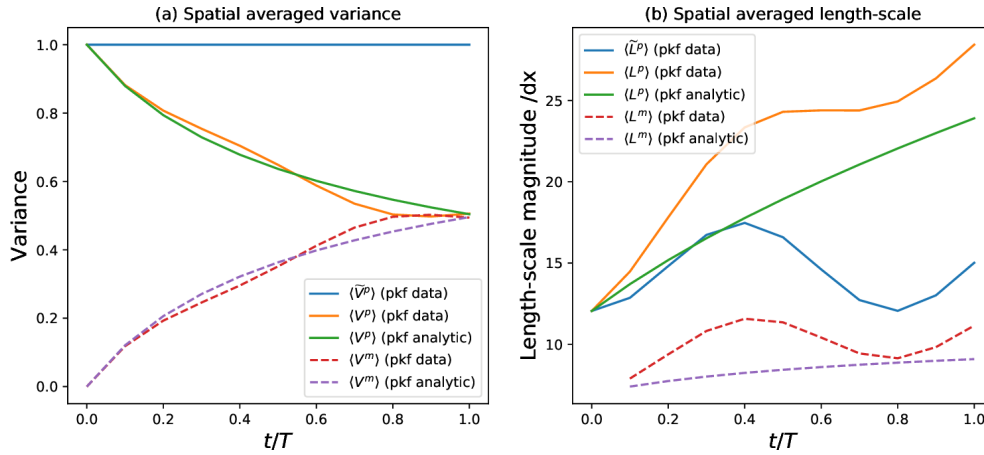 (a) Spatial averaged variance
1.0
0.8
0.6
0.4
0.2
0.0
Variance
0.0 0.2 0.4 0.6 0.8 1.0
t/T
⟨Ṽᵖ⟩ (pkf data)
⟨Vᵖ⟩ (pkf data)
⟨Vᵖ⟩ (pkf analytic)
⟨Vᵐ⟩ (pkf data)
⟨Vᵐ⟩ (pkf analytic)
(b) Spatial averaged length-scale
25
20
15
10
Length-scale magnitude /dx
0.0 0.2 0.4 0.6 0.8 1.0
t/T
⟨L̃ᵖ⟩ (pkf data)
⟨Lᵖ⟩ (pkf data)
⟨Lᵖ⟩ (pkf analytic)
⟨Lᵐ⟩ (pkf data)
⟨Lᵐ⟩ (pkf analytic)